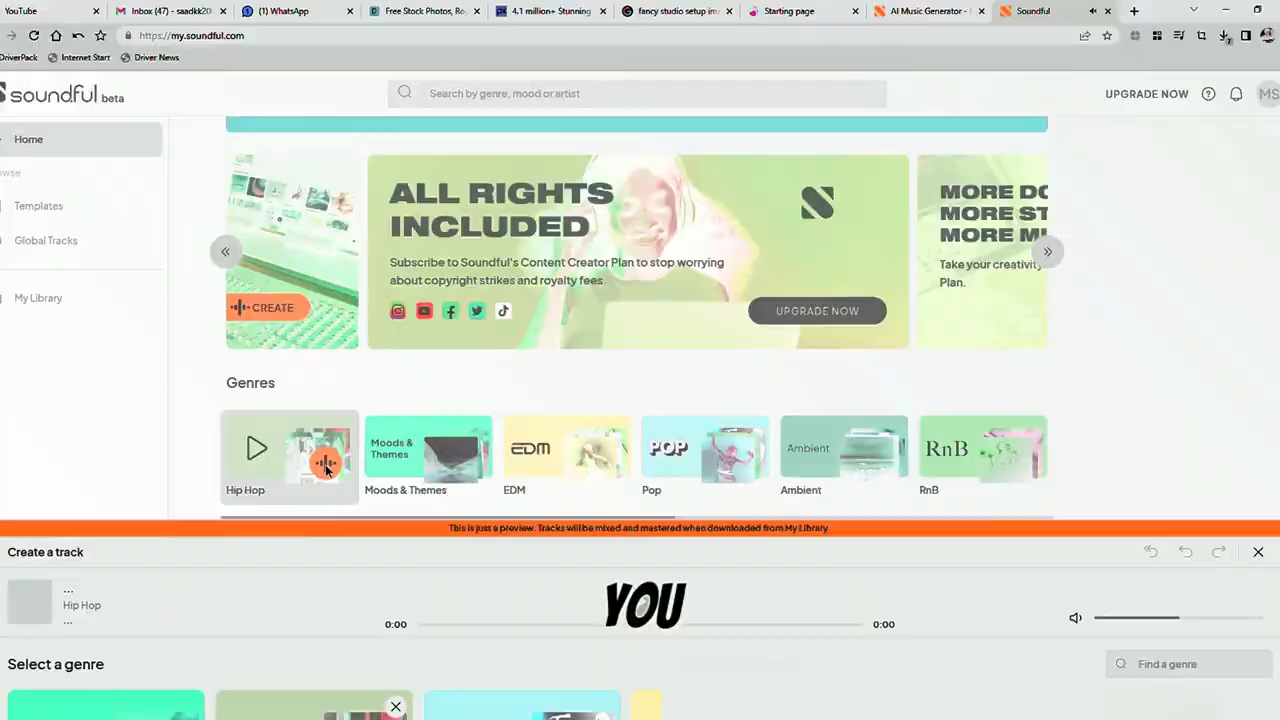 YouTube
Inbox (47) - saadkk20
(1) WhatsApp
Free Stock Photos, Ro
4.1 million+ Stunning
fancy studio setup im
Starting page
AI Music Generator -
Soundful
https://my.soundful.com
DriverPack
Internet Start
Driver News
soundful beta
Search by genre, mood or artist
UPGRADE NOW
MS
Home
Templates
Global Tracks
My Library
CREATE
ALL RIGHTS
INCLUDED
Subscribe to Soundful's Content Creator Plan to stop worrying
about copyright strikes and royalty fees.
UPGRADE NOW
MORE DO
MORE ST
MORE M
Take your creativity
Plan.
Genres
Moods &
Themes
EDM
POP
Ambient
RnB
Hip Hop
Moods & Themes
EDM
Pop
Ambient
RnB
This is just a preview. Tracks will be mixed and mastered when downloaded from My Library
Create a track
...
Hip Hop
...
0:00
YOU
0:00
Select a genre
Find a genre